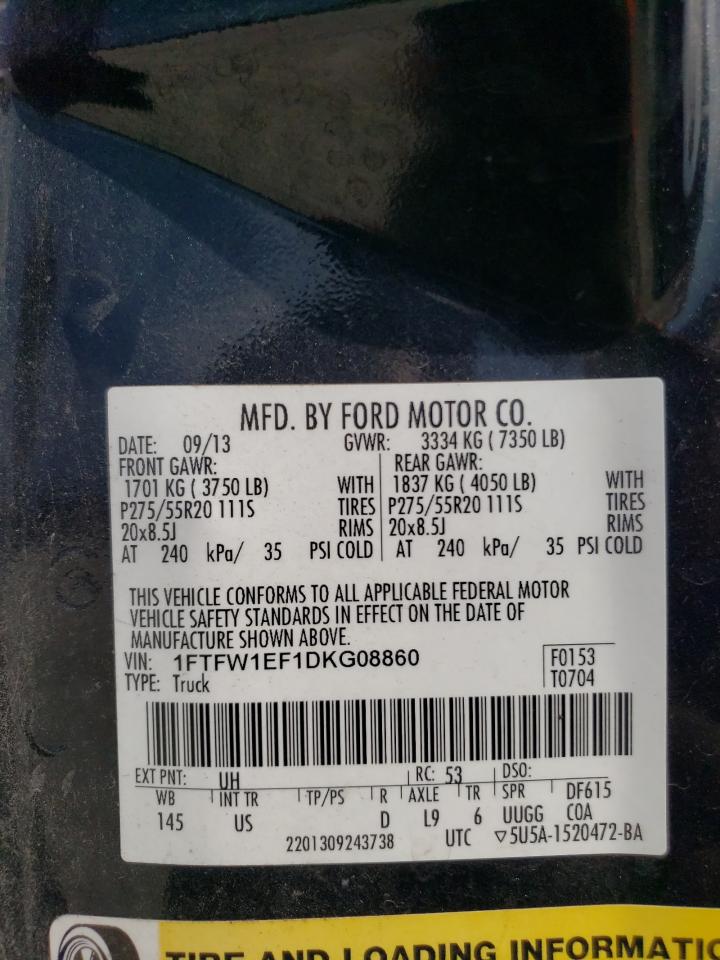 MFD. BY FORD MOTOR CO.
DATE: 09/13 GVWR: 3334 KG ( 7350 LB)
FRONT GAWR: REAR GAWR:
1701 KG ( 3750 LB) WITH 1837 KG ( 4050 LB) WITH
P275/55R20 111S TIRES P275/55R20 111S TIRES
20x8.5J RIMS 20x8.5J RIMS
AT 240 kPa/ 35 PSI COLD AT 240 kPa/ 35 PSI COLD
THIS VEHICLE CONFORMS TO ALL APPLICABLE FEDERAL MOTOR
VEHICLE SAFETY STANDARDS IN EFFECT ON THE DATE OF
MANUFACTURE SHOWN ABOVE.
VIN: 1FTFW1EF1DKG08860 F0153
TYPE: Truck T0704
EXT PNT: UH RC: 53 DSO:
WB INT TR TP/PS R AXLE TR SPR DF615
145 US D L9 6 UUGG COA
2201309243738 UTC ▽5U5A-1520472-BA
TIRE AND LOADING INFORMATIO